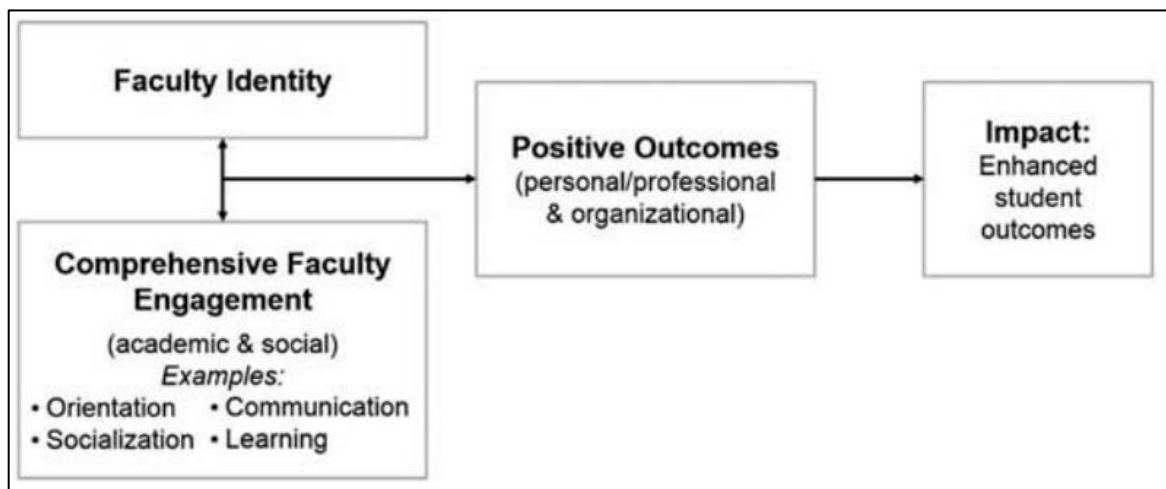 Faculty Identity
Comprehensive Faculty
Engagement
(academic & social)
Examples:
• Orientation • Communication
• Socialization • Learning
Positive Outcomes
(personal/professional
& organizational)
Impact:
Enhanced
student
outcomes